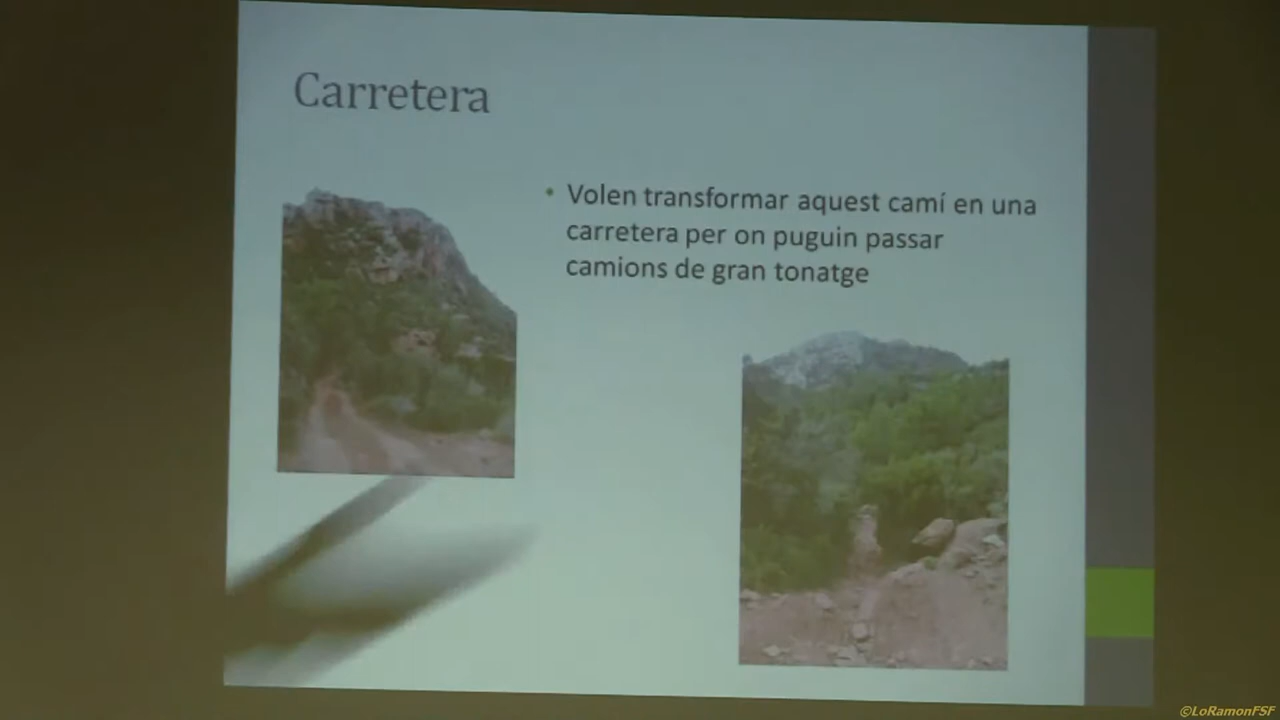 Carretera
• Volen transformar aquest camí en una
carretera per on puguin passar
camions de gran tonatge
©LoRamonFSF